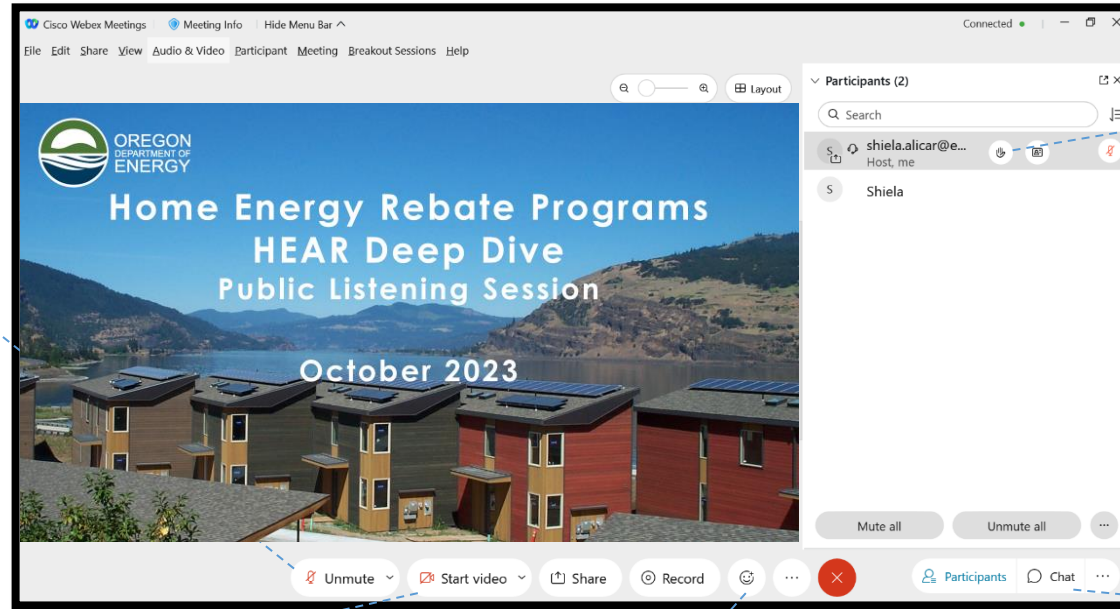 Cisco Webex Meetings
Meeting Info
Hide Menu Bar
Connected
File Edit Share View Audio & Video Participant Meeting Breakout Sessions Help
Layout
OREGON
DEPARTMENT OF
ENERGY
Home Energy Rebate Programs
HEAR Deep Dive
Public Listening Session
October 2023
Participants (2)
Search
S
shiela.alicar@e...
Host, me
S
Shiela
Mute all
Unmute all
...
Unmute
Start video
Share
Record
...
Participants
Chat
...